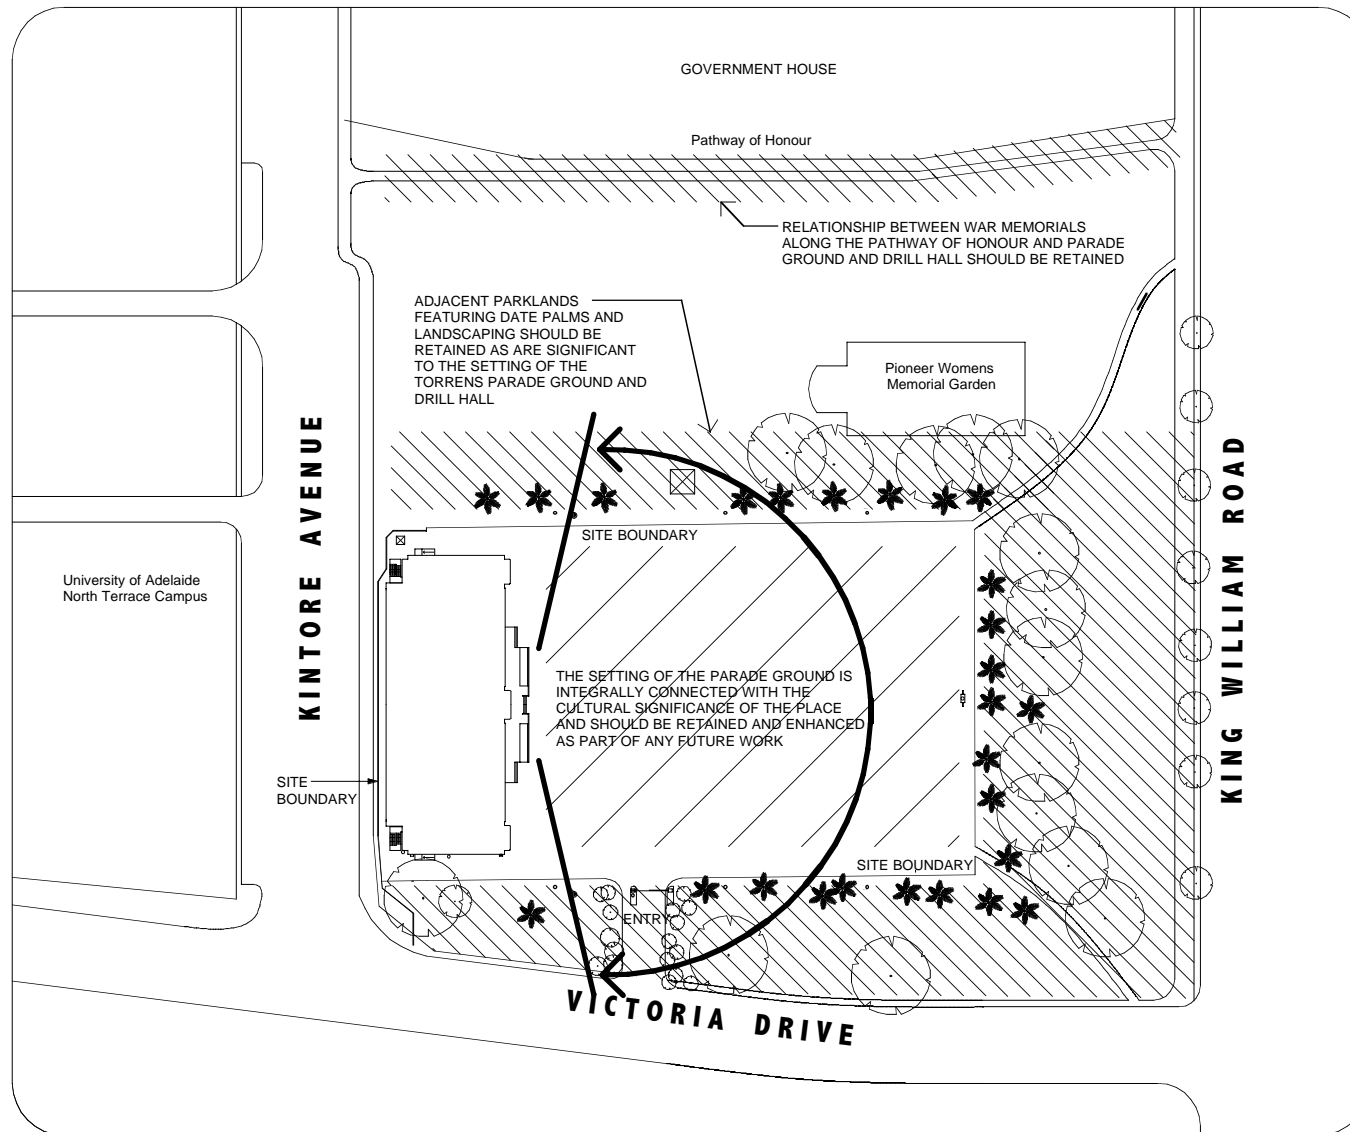 GOVERNMENT HOUSE
Pathway of Honour
RELATIONSHIP BETWEEN WAR MEMORIALS
ALONG THE PATHWAY OF HONOUR AND PARADE
GROUND AND DRILL HALL SHOULD BE RETAINED
ADJACENT PARKLANDS
FEATURING DATE PALMS AND
LANDSCAPING SHOULD BE
RETAINED AS ARE SIGNIFICANT
TO THE SETTING OF THE
TORRENS PARADE GROUND AND
DRILL HALL
Pioneer Womens
Memorial Garden
KINTORE AVENUE
KING WILLIAM ROAD
SITE BOUNDARY
University of Adelaide
North Terrace Campus
THE SETTING OF THE PARADE GROUND IS
INTEGRALLY CONNECTED WITH THE
CULTURAL SIGNIFICANCE OF THE PLACE
AND SHOULD BE RETAINED AND ENHANCED
AS PART OF ANY FUTURE WORK
SITE
BOUNDARY
SITE BOUNDARY
ENTRY
VICTORIA DRIVE